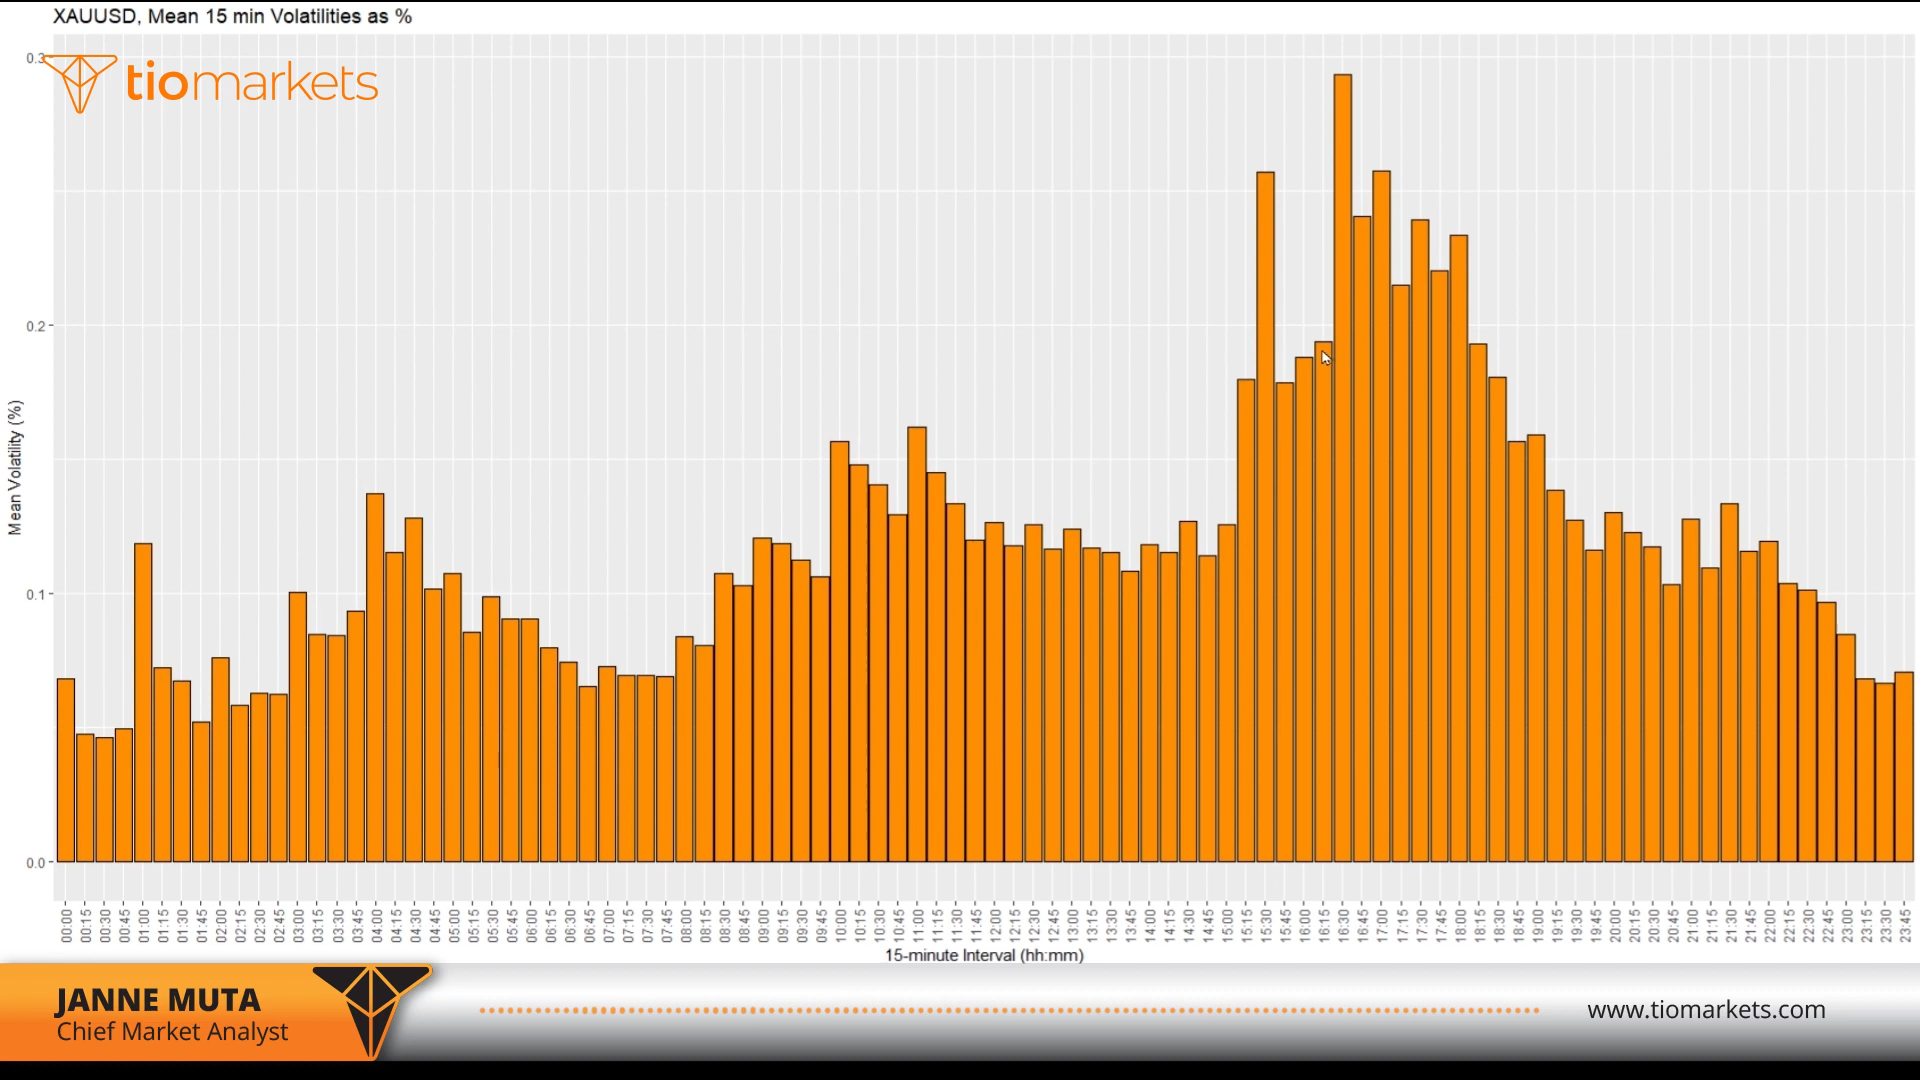 XAUUSD, Mean 15 min Volatilities as %
tiomarkets
0.3
0.2
0.1
0.0
Mean Volatility (%)
00:00 00:15 00:30 00:45 01:00 01:15 01:30 01:45 02:00 02:15 02:30 02:45 03:00 03:15 03:30 03:45 04:00 04:15 04:30 04:45 05:00 05:15 05:30 05:45 06:00 06:15 06:30 06:45 07:00 07:15 07:30 07:45 08:00 08:15 08:30 08:45 09:00 09:15 09:30 09:45 10:00 10:15 10:30 10:45 11:00 11:15 11:30 11:45 12:00 12:15 12:30 12:45 13:00 13:15 13:30 13:45 14:00 14:15 14:30 14:45 15:00 15:15 15:30 15:45 16:00 16:15 16:30 16:45 17:00 17:15 17:30 17:45 18:00 18:15 18:30 18:45 19:00 19:15 19:30 19:45 20:00 20:15 20:30 20:45 21:00 21:15 21:30 21:45 22:00 22:15 22:30 22:45 23:00 23:15 23:30 23:45
15-minute Interval (hh:mm)
JANNE MUTA
Chief Market Analyst
www.tiomarkets.com